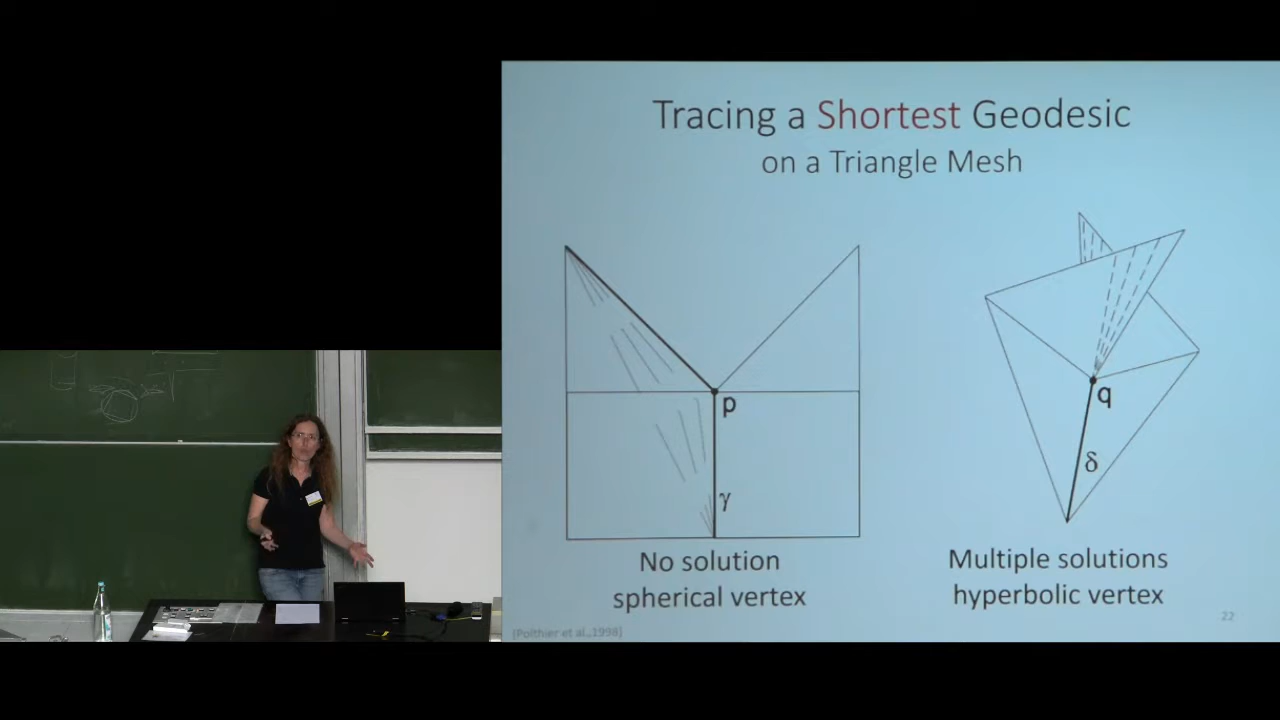 Tracing a Shortest Geodesic
on a Triangle Mesh
p
γ
q
δ
No solution
spherical vertex
Multiple solutions
hyperbolic vertex
(Polthier et al.,1998)
22